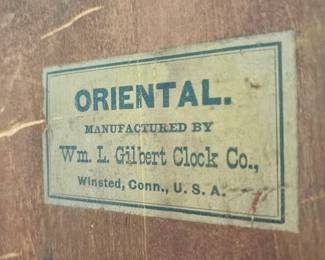 ORIENTAL.
MANUFACTURED BY
Wm. L. Gilbert Clock Co.,
Winsted, Conn., U. S. A.